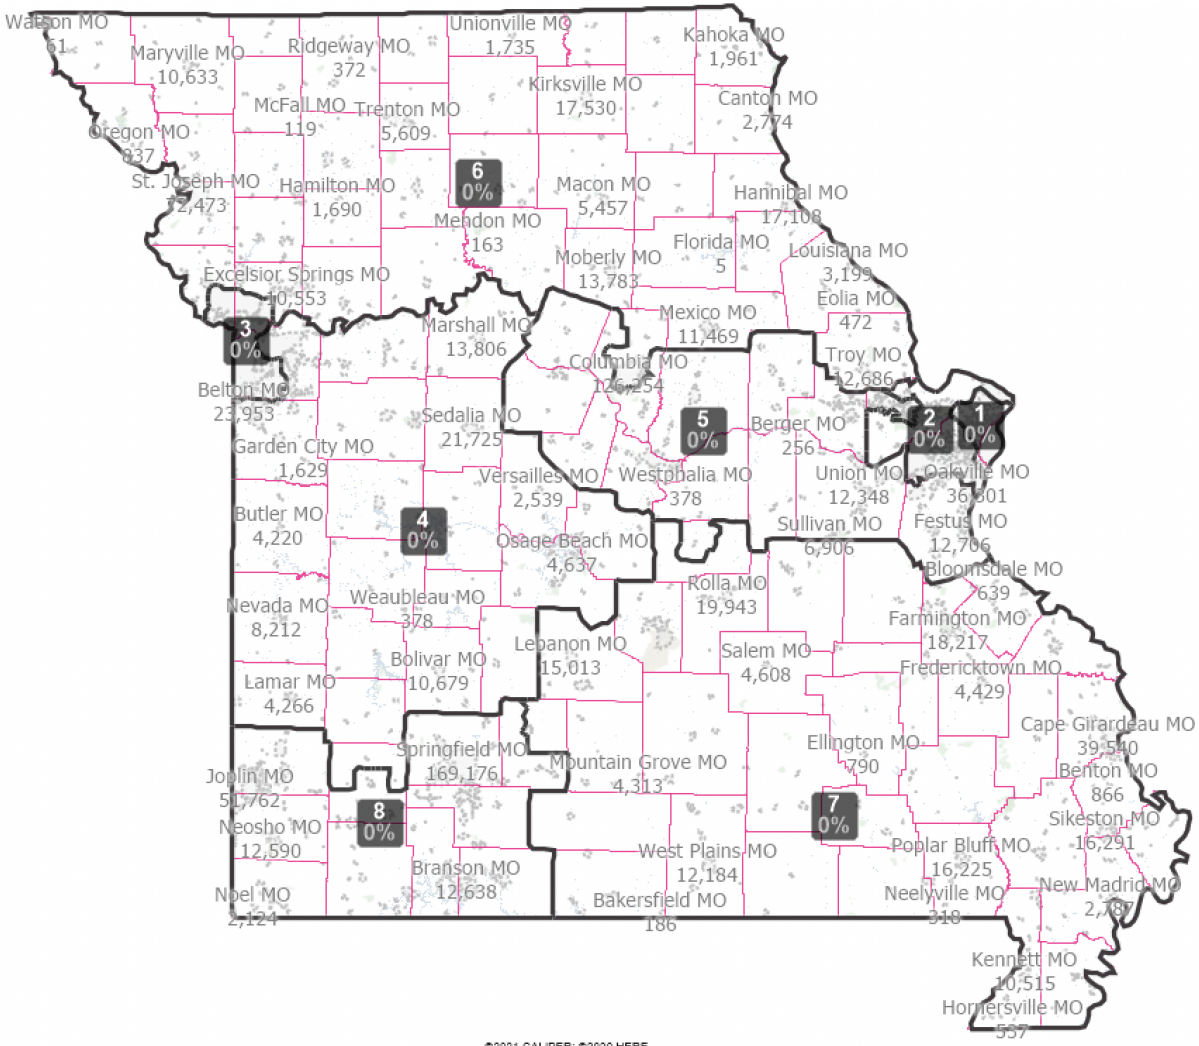 Watson MO
61
Unionville MO
1,735
Kahoka MO
1,961
Maryville MO
10,633
Ridgeway MO
372
Kirksville MO
17,530
Canton MO
2,774
McFall MO
119
Trenton MO
5,609
Oregon MO
837
St. Joseph MO
72,473
Hamilton MO
1,690
6
0%
Macon MO
5,457
Hannibal MO
17,108
Mendon MO
163
Florida MO
5
Louisiana MO
3,199
Moberly MO
13,783
Excelsior Springs MO
10,553
Eolia MO
472
Mexico MO
11,469
3
0%
Marshall MO
13,806
Columbia MO
126,254
Troy MO
12,686
Belton MO
23,953
Sedalia MO
21,725
5
0%
Berger MO
256
2
0%
1
0%
Garden City MO
1,629
Versailles MO
2,539
Westphalia MO
378
Union MO
12,348
Oakville MO
36,301
Butler MO
4,220
4
0%
Osage Beach MO
4,637
Sullivan MO
6,906
Festus MO
12,706
Bloomsdale MO
639
Nevada MO
8,212
Weaubleau MO
378
Rolla MO
19,943
Farmington MO
18,217
Lebanon MO
15,013
Salem MO
4,608
Bolivar MO
10,679
Fredericktown MO
4,429
Lamar MO
4,266
Springfield MO
169,176
Mountain Grove MO
4,313
Ellington MO
790
Cape Girardeau MO
39,540
Joplin MO
51,762
Benton MO
866
8
0%
7
0%
Neosho MO
12,590
Sikeston MO
16,291
Branson MO
12,638
West Plains MO
12,184
Poplar Bluff MO
16,225
Noel MO
2,124
Bakersfield MO
186
Neelyville MO
318
New Madrid MO
2,787
Kennett MO
10,515
Hornersville MO
537
©2021 CALIPER; ©2020 HERE